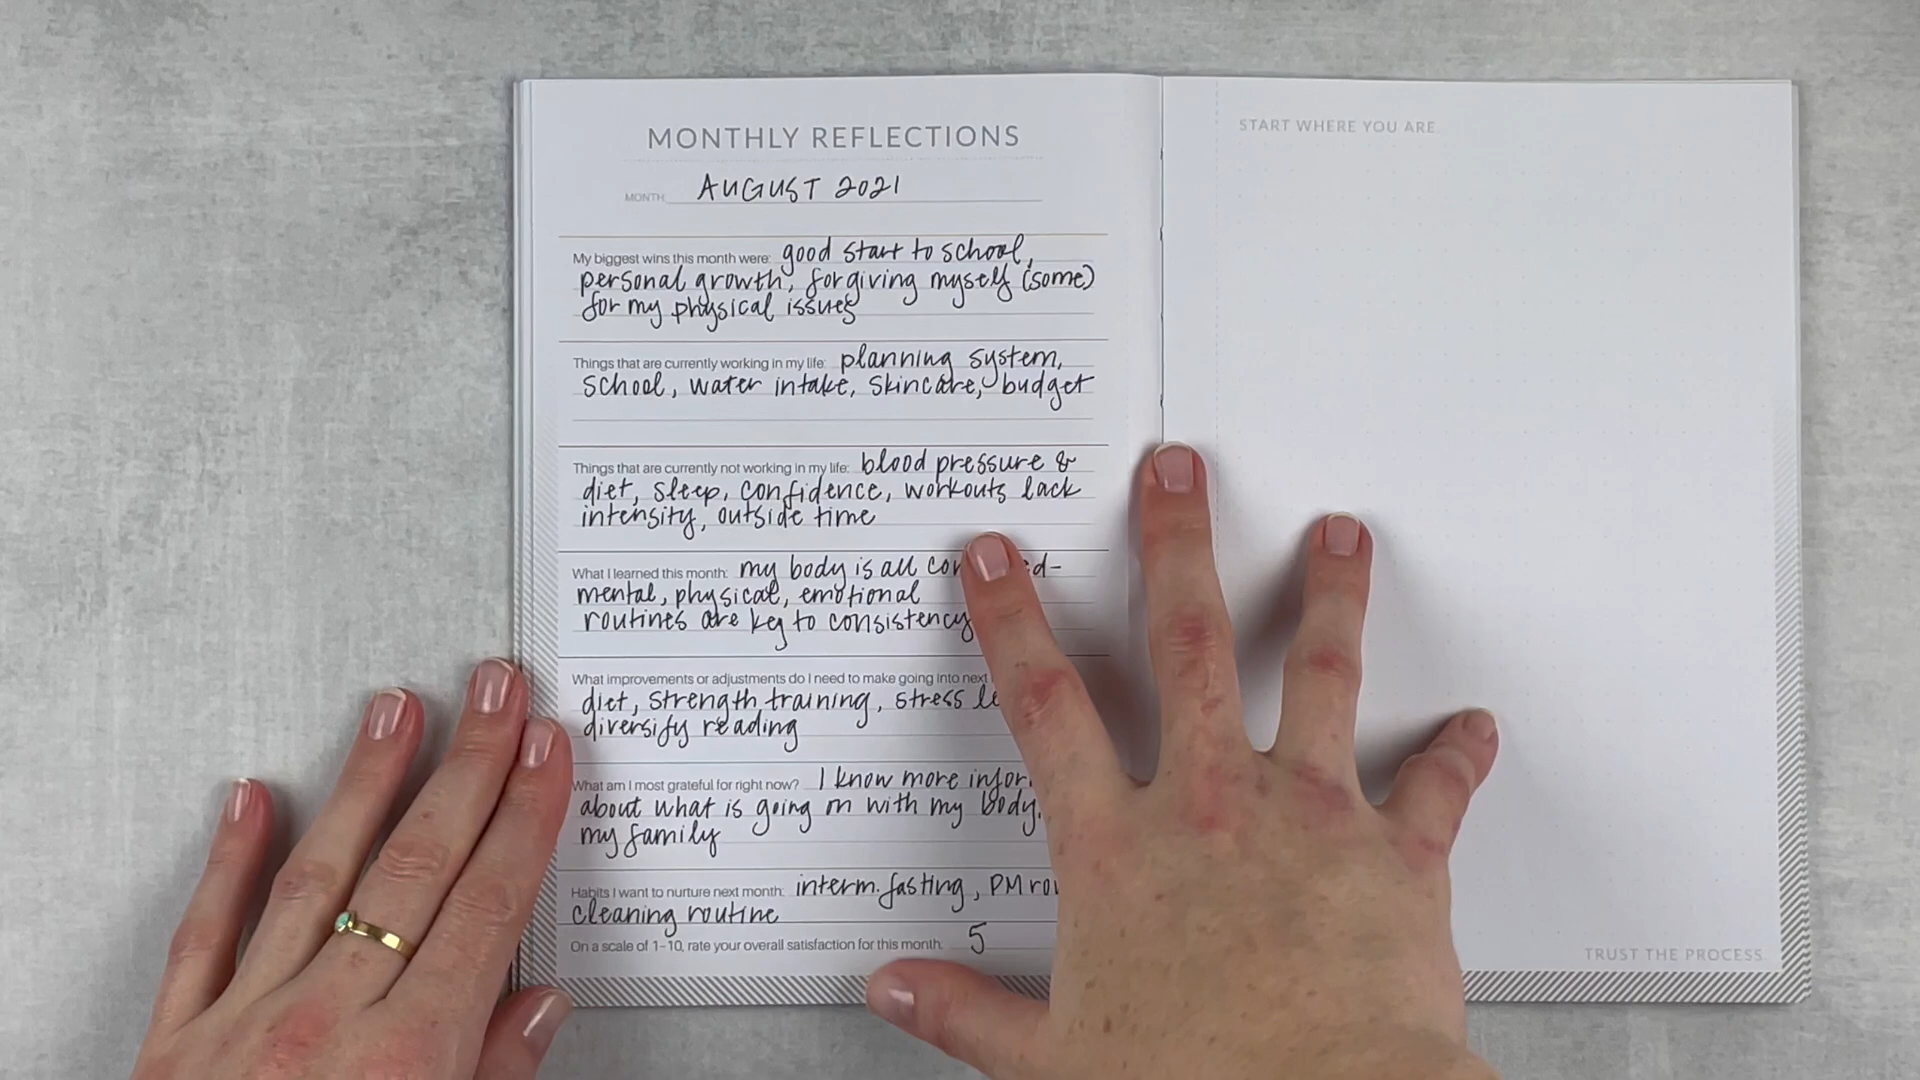 MONTHLY REFLECTIONS
MONTH: AUGUST 2021
My biggest wins this month were: good start to school,
personal growth, forgiving myself (some)
for my physical issues
Things that are currently working in my life: planning system,
school, water intake, skincare, budget
Things that are currently not working in my life: blood pressure &
diet, sleep, confidence, workouts lack
intensity, outside time
What I learned this month: my body is all
mental, physical, emotional
routines are key to consistency
What improvements or adjustments do I need to make going into next
diet, strength training, stress
diversify reading
What am I most grateful for right now? I know more
about what is going on with my body.
my family
Habits I want to nurture next month: interm. fasting, PM
cleaning routine
On a scale of 1-10, rate your overall satisfaction for this month: 5
START WHERE YOU ARE.
TRUST THE PROCESS.